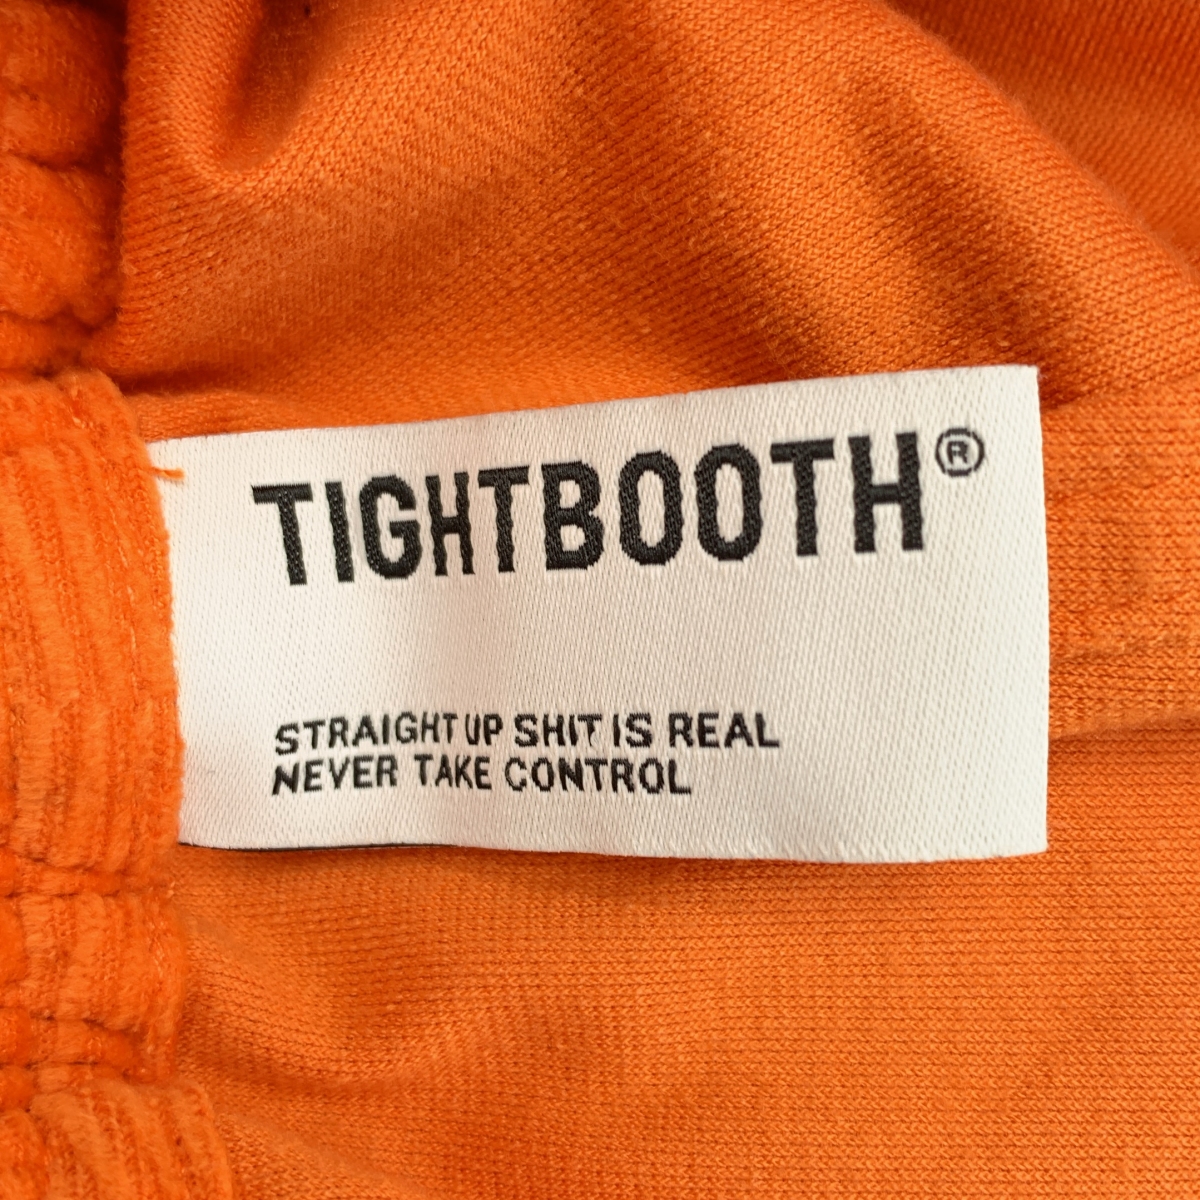 TIGHTBOOTH®
STRAIGHT UP SHIT IS REAL
NEVER TAKE CONTROL